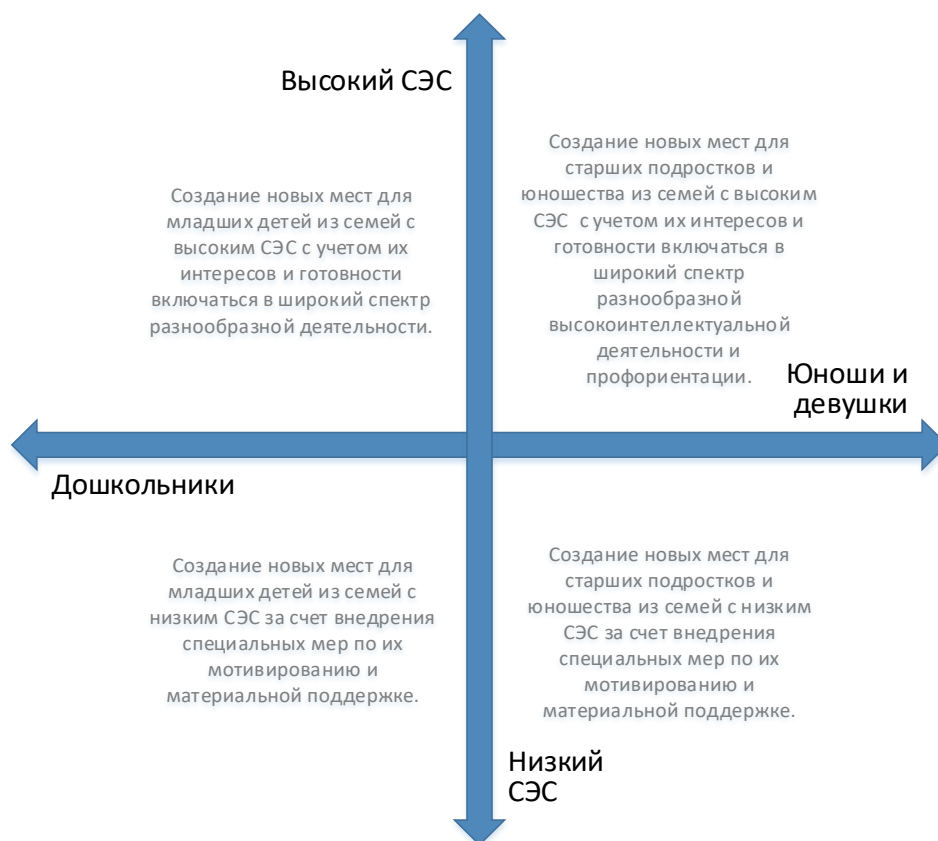 Высокий СЭС
Создание новых мест для
младших детей из семей с
высоким СЭС с учетом их
интересов и готовности
включаться в широкий спектр
разнообразной деятельности.
Создание новых мест для
старших подростков и
юношества из семей с высоким
СЭС с учетом их интересов и
готовности включаться в
широкий спектр
разнообразной
высокоинтеллектуальной
деятельности и
профориентации.
Юноши и
девушки
Дошкольники
Создание новых мест для
младших детей из семей с
низким СЭС за счет внедрения
специальных мер по их
мотивированию и
материальной поддержке.
Создание новых мест для
старших подростков и
юношества из семей с низким
СЭС за счет внедрения
специальных мер по их
мотивированию и
материальной поддержке.
Низкий
СЭС